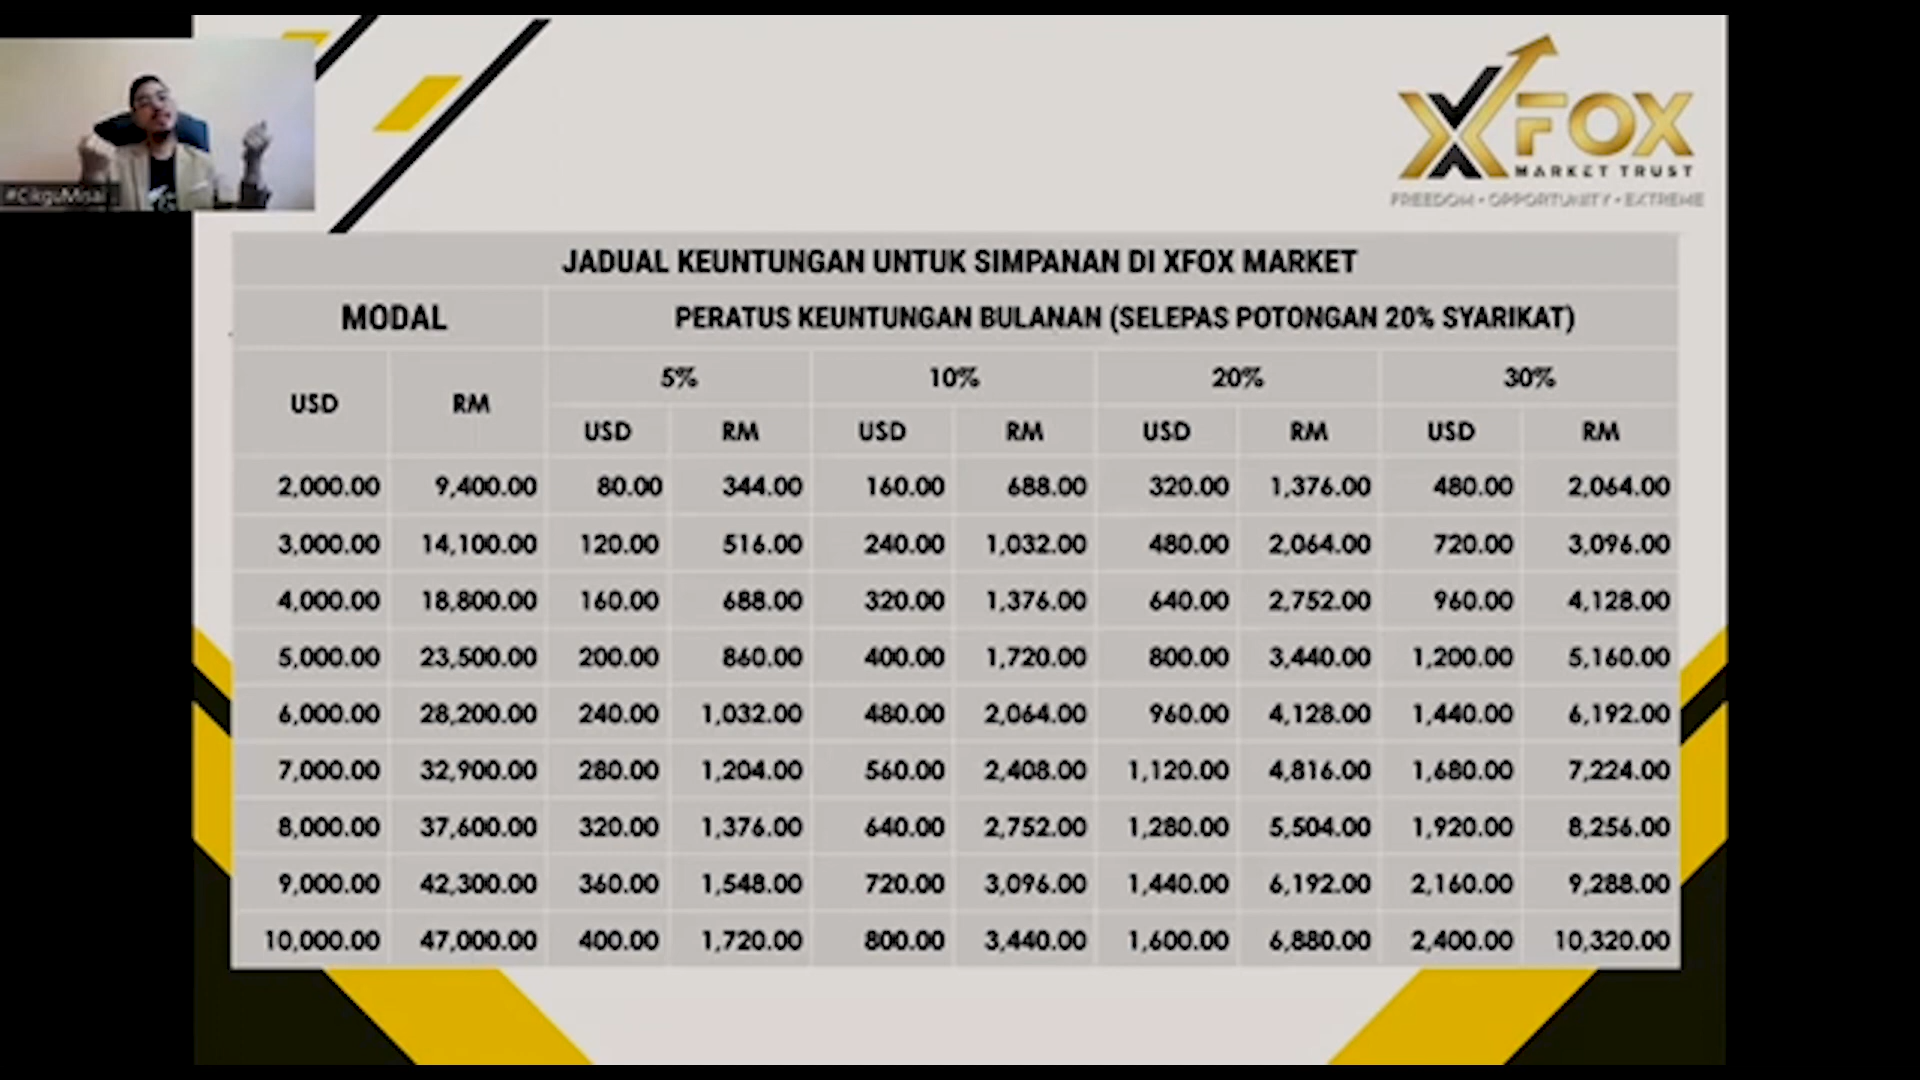 #CikguMisai
XFOX
MARKET TRUST
FREEDOM • OPPORTUNITY • EXTREME
JADUAL KEUNTUNGAN UNTUK SIMPANAN DI XFOX MARKET
MODAL PERATUS KEUNTUNGAN BULANAN (SELEPAS POTONGAN 20% SYARIKAT)
5% 10% 20% 30%
USD RM
USD RM USD RM USD RM USD RM
2,000.00 9,400.00 80.00 344.00 160.00 688.00 320.00 1,376.00 480.00 2,064.00
3,000.00 14,100.00 120.00 516.00 240.00 1,032.00 480.00 2,064.00 720.00 3,096.00
4,000.00 18,800.00 160.00 688.00 320.00 1,376.00 640.00 2,752.00 960.00 4,128.00
5,000.00 23,500.00 200.00 860.00 400.00 1,720.00 800.00 3,440.00 1,200.00 5,160.00
6,000.00 28,200.00 240.00 1,032.00 480.00 2,064.00 960.00 4,128.00 1,440.00 6,192.00
7,000.00 32,900.00 280.00 1,204.00 560.00 2,408.00 1,120.00 4,816.00 1,680.00 7,224.00
8,000.00 37,600.00 320.00 1,376.00 640.00 2,752.00 1,280.00 5,504.00 1,920.00 8,256.00
9,000.00 42,300.00 360.00 1,548.00 720.00 3,096.00 1,440.00 6,192.00 2,160.00 9,288.00
10,000.00 47,000.00 400.00 1,720.00 800.00 3,440.00 1,600.00 6,880.00 2,400.00 10,320.00